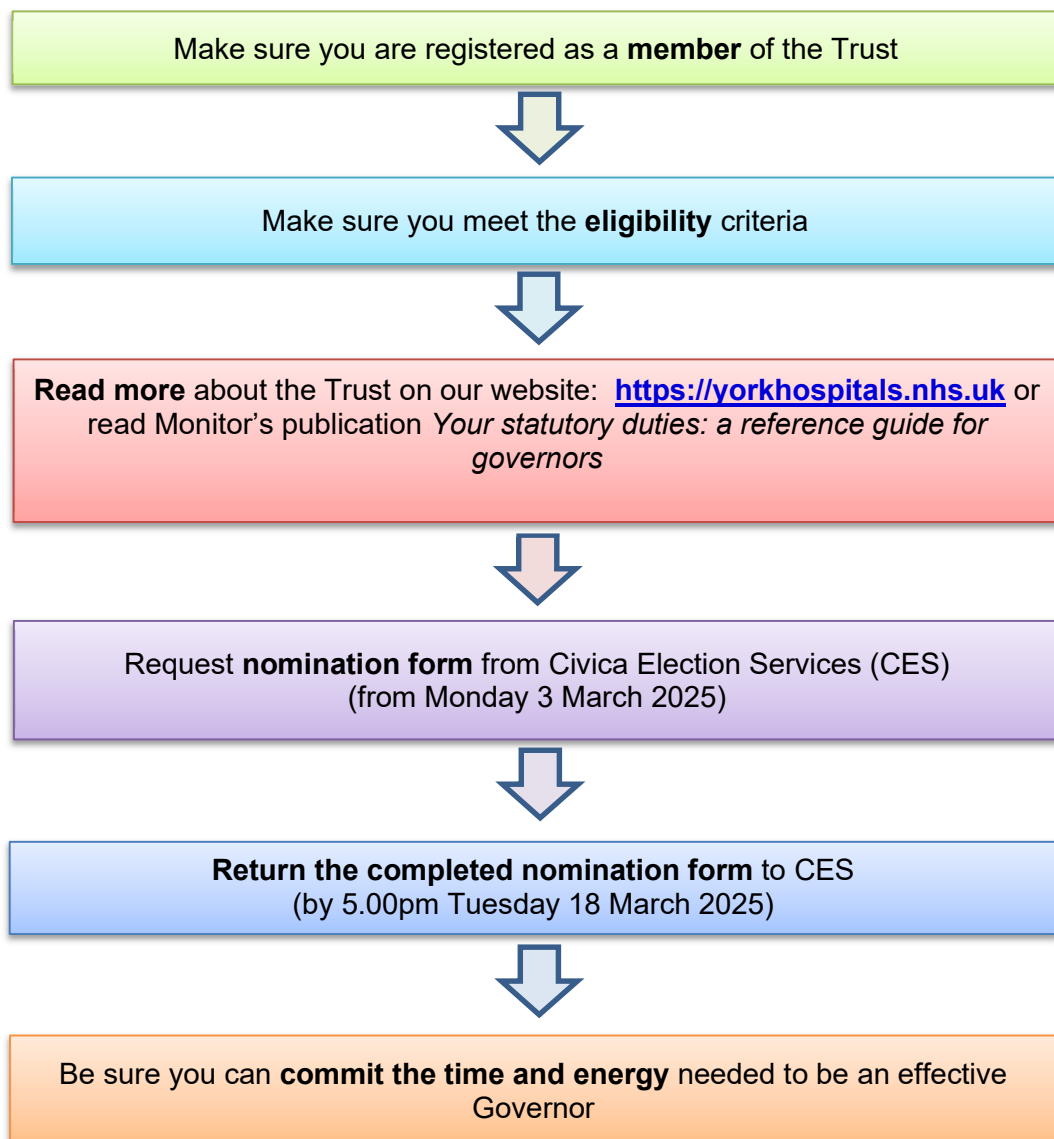 Make sure you are registered as a member of the Trust
Make sure you meet the eligibility criteria
Read more about the Trust on our website:  https://yorkhospitals.nhs.uk or
read Monitor’s publication Your statutory duties: a reference guide for
governors
Request nomination form from Civica Election Services (CES)
(from Monday 3 March 2025)
Return the completed nomination form to CES
(by 5.00pm Tuesday 18 March 2025)
Be sure you can commit the time and energy needed to be an effective
Governor